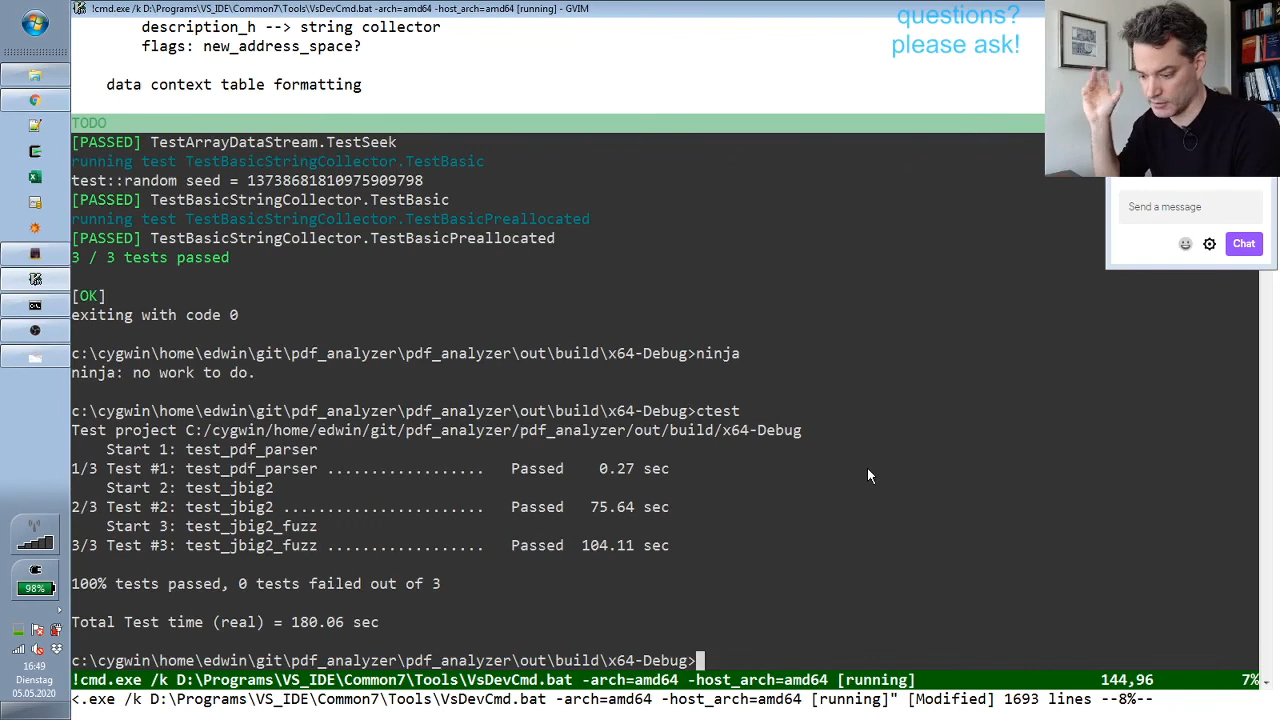 !cmd.exe /k D:\Programs\VS_IDE\Common7\Tools\VsDevCmd.bat -arch=amd64 -host_arch=amd64 [running] - GVIM
description_h --> string collector
flags: new_address_space?
data context table formatting
questions?
please ask!
TODO
[PASSED] TestArrayDataStream.TestSeek
running test TestBasicStringCollector.TestBasic
test::random seed = 13738681810975909798
[PASSED] TestBasicStringCollector.TestBasic
running test TestBasicStringCollector.TestBasicPreallocated
[PASSED] TestBasicStringCollector.TestBasicPreallocated
3 / 3 tests passed
[OK]
exiting with code 0
c:\cygwin\home\edwin\git\pdf_analyzer\pdf_analyzer\out\build\x64-Debug>ninja
ninja: no work to do.
c:\cygwin\home\edwin\git\pdf_analyzer\pdf_analyzer\out\build\x64-Debug>ctest
Test project C:/cygwin/home/edwin/git/pdf_analyzer/pdf_analyzer/out/build/x64-Debug
Start 1: test_pdf_parser
1/3 Test #1: test_pdf_parser .................. Passed 0.27 sec
Start 2: test_jbig2
2/3 Test #2: test_jbig2 ....................... Passed 75.64 sec
Start 3: test_jbig2_fuzz
3/3 Test #3: test_jbig2_fuzz .................. Passed 104.11 sec
100% tests passed, 0 tests failed out of 3
Total Test time (real) = 180.06 sec
c:\cygwin\home\edwin\git\pdf_analyzer\pdf_analyzer\out\build\x64-Debug>
!cmd.exe /k D:\Programs\VS_IDE\Common7\Tools\VsDevCmd.bat -arch=amd64 -host_arch=amd64 [running] 144,96 7%
<.exe /k D:\Programs\VS_IDE\Common7\Tools\VsDevCmd.bat -arch=amd64 -host_arch=amd64 [running]" [Modified] 1693 lines --8%--
Send a message
Chat
98%
16:49
Dienstag
05.05.2020